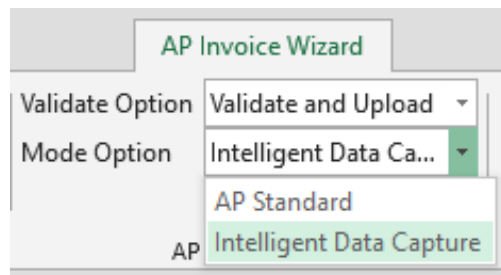 AP Invoice Wizard
Validate Option Validate and Upload
Mode Option Intelligent Data Ca...
AP Standard
Intelligent Data Capture
AP